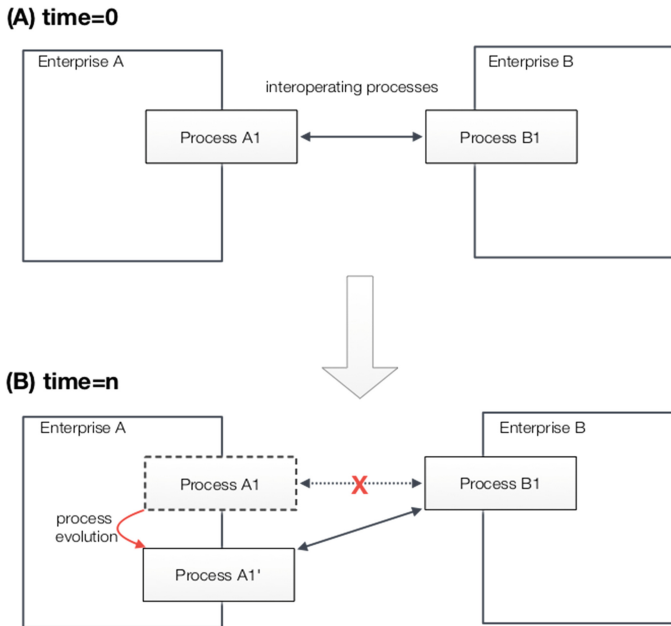 (A) time=0
Enterprise A
Enterprise B
interoperating processes
Process A1
Process B1
(B) time=n
Enterprise A
Enterprise B
Process A1
X
Process B1
process
evolution
Process A1'